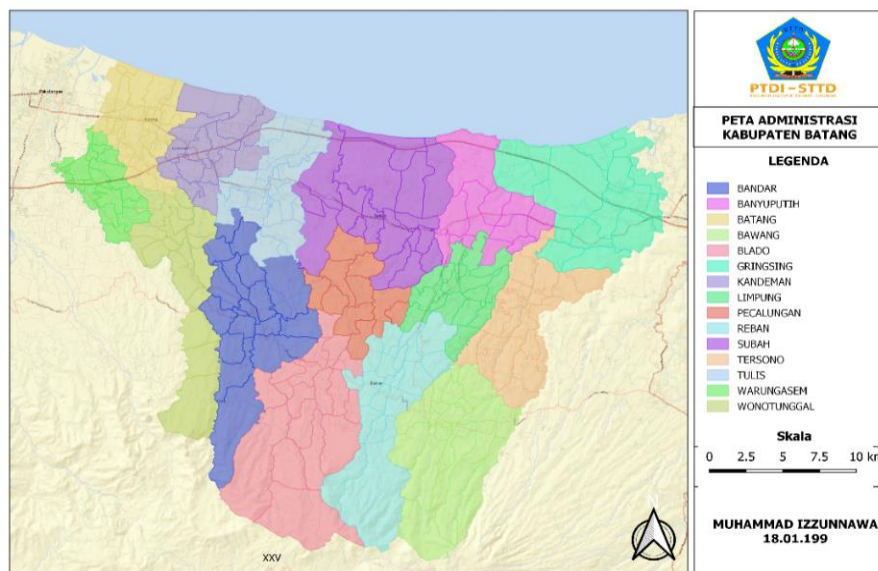 PTDI-STTD
PETA ADMINISTRASI
KABUPATEN BATANG
LEGENDA
BANDAR
BANYUPUTIH
BATANG
BAWANG
BLADO
GRINGSING
KANDEMAN
LIMPUNG
PECALUNGAN
REBAN
SUBAH
TERSONO
TULIS
WARUNGASEM
WONOTUNGGAL
Skala
0 2.5 5 7.5 10 km
MUHAMMAD IZZUNNAWA
18.01.199
XXV